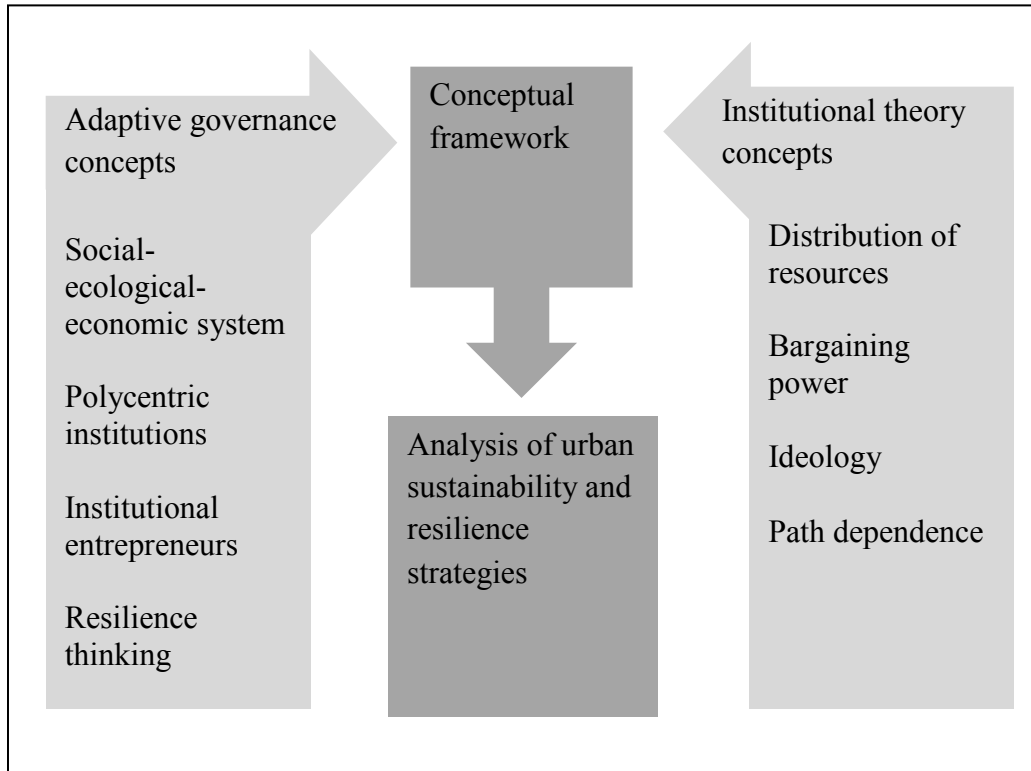 Adaptive governance
concepts
Social-
ecological-
economic system
Polycentric
institutions
Institutional
entrepreneurs
Resilience
thinking
Conceptual
framework
Analysis of urban
sustainability and
resilience
strategies
Institutional theory
concepts
Distribution of
resources
Bargaining
power
Ideology
Path dependence